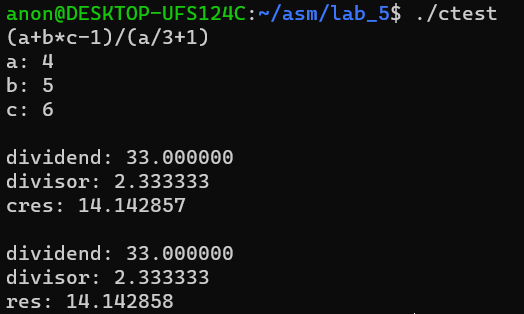 anon@DESKTOP-UFS124C:~/asm/lab_5$ ./ctest
(a+b*c-1)/(a/3+1)
a: 4
b: 5
c: 6
dividend: 33.000000
divisor: 2.333333
cres: 14.142857
dividend: 33.000000
divisor: 2.333333
res: 14.142858